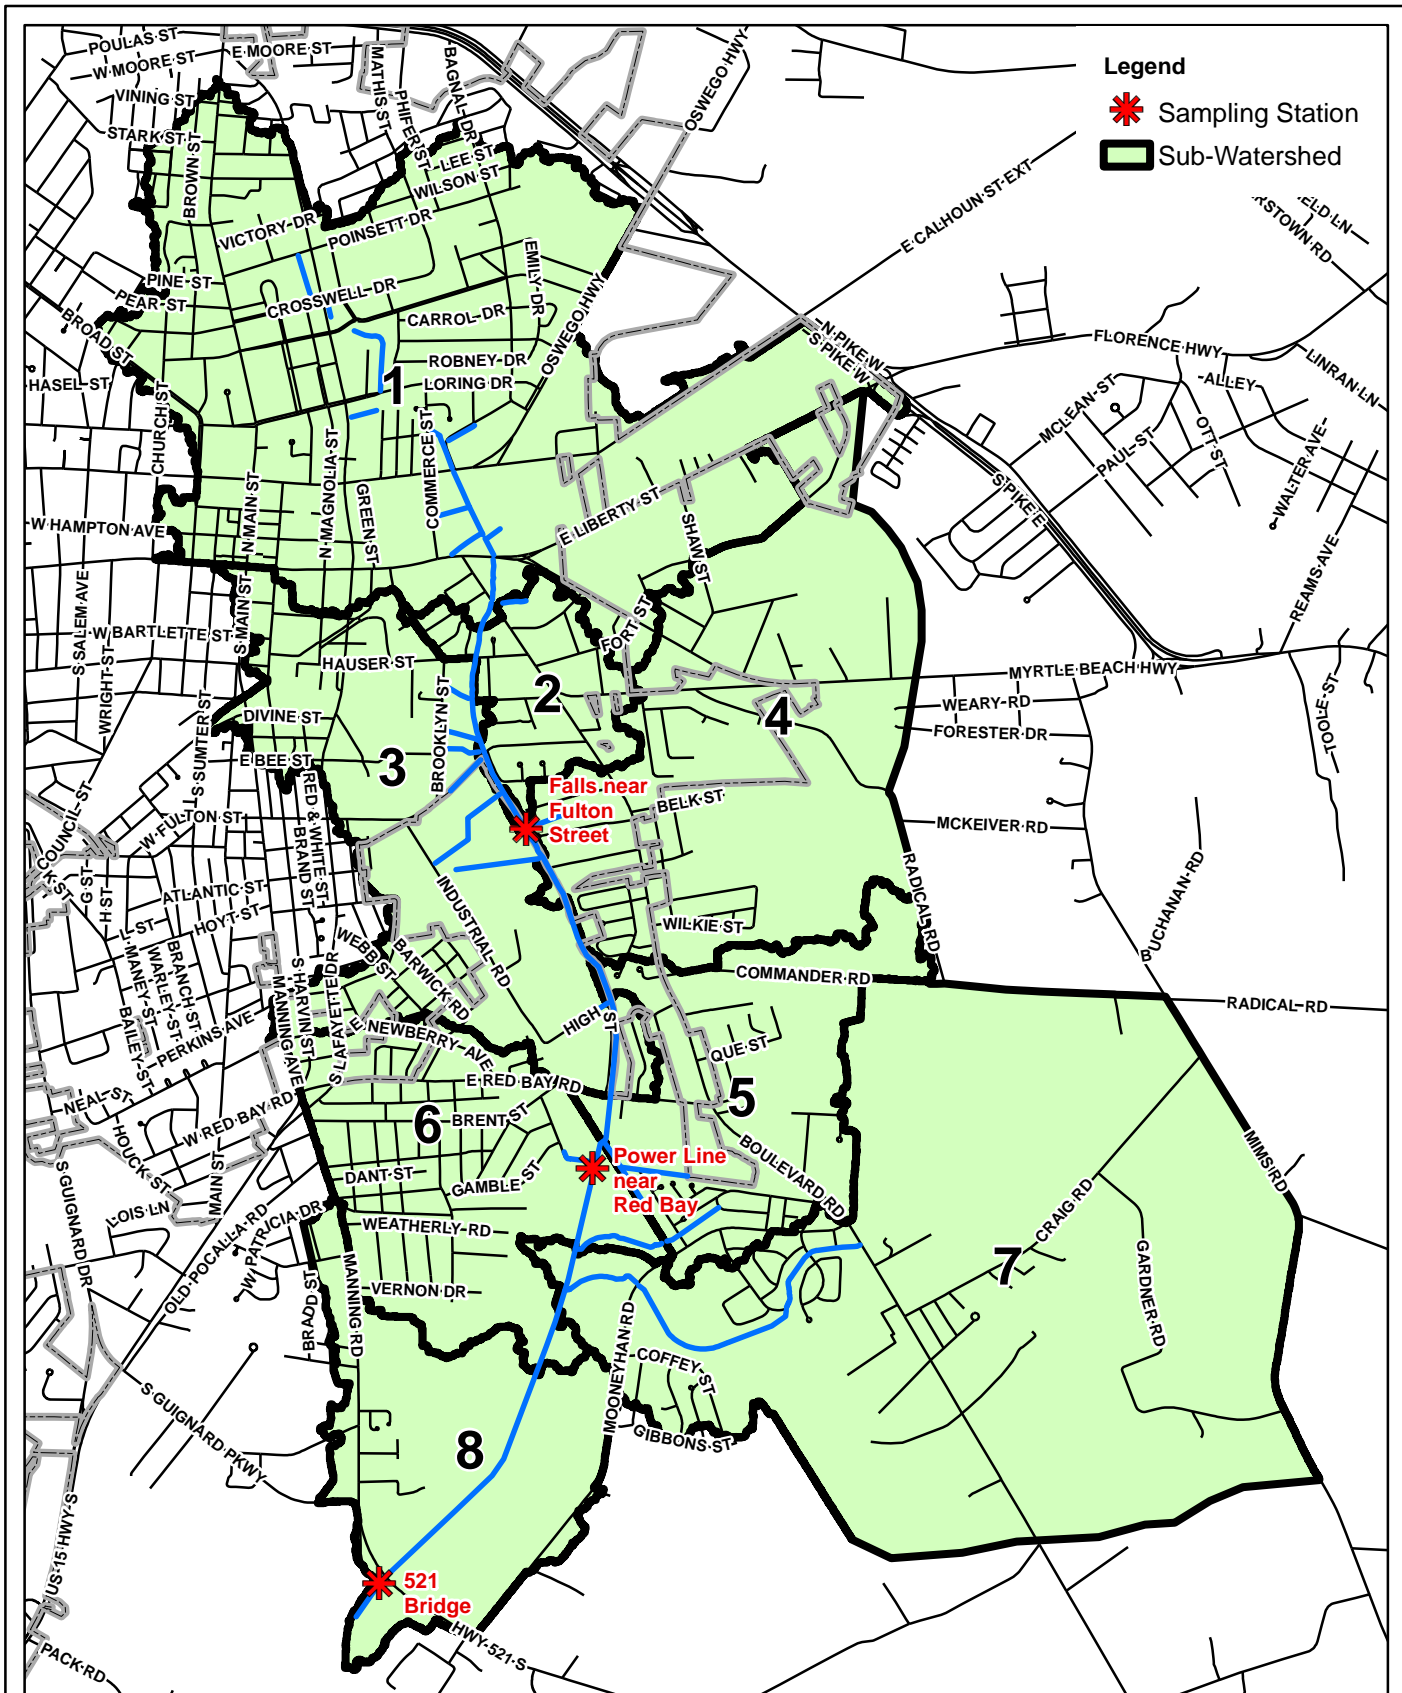 Legend
Sampling Station
Sub-Watershed
POULAS ST
E MOORE ST
W MOORE ST
VINING ST
STARK ST
BROWN ST
MATHIS ST
PHIFER ST
BAGNAL DR
LEE ST
WILSON ST
OSWEGO HWY
E CALHOUN ST EXT
VICTORY DR
POINSETT DR
EMILY DR
PINE ST
PEAR ST
CROSSWELL DR
CARROL DR
OSWEGO HWY
BROAD ST
ROBNEY DR
LORING DR
HASEL ST
1
N PIKE W
S PIKE W
FLORENCE HWY
LINRAN LN
ALLEY
MCLEAN ST
OTT ST
PAUL ST
WALTER AVE
CHURCH ST
COMMERCE ST
N MAGNOLIA ST
N MAIN ST
GREEN ST
W HAMPTON AVE
E LIBERTY ST
SHAW ST
S PIKE E
REAMS AVE
S SALEM AVE
S MAIN ST
W BARTLETTE ST
WRIGHT ST
HAUSER ST
FORT ST
MYRTLE BEACH HWY
WEARY RD
FORESTER DR
TOOLE ST
2
4
BROOKLYN ST
DIVINE ST
S SUMTER ST
E BEE ST
3
Falls near
Fulton
Street
BELK ST
MCKEIVER RD
COUNCIL ST
W FULTON ST
RED & WHITE ST
BRAND ST
G ST
H ST
ATLANTIC ST
HOYT ST
L ST
INDUSTRIAL RD
WILKIE ST
RADICAL RD
BUCHANAN RD
MANEY ST
WARLEY ST
BRANCH ST
BAILEY ST
WEBB ST
BARWICK RD
S HARVIN ST
S LAFAYETTE DR
MANNING AVE
PERKINS AVE
COMMANDER RD
RADICAL RD
HIGH ST
E NEWBERRY AVE
QUE ST
NEAL ST
W RED BAY RD
E RED BAY RD
5
6
BRENT ST
HOUCK ST
MAIN ST
S GUIGNARD DR
DANT ST
GAMBLE ST
Power Line
near
Red Bay
BOULEVARD RD
MIMS RD
CRAIG RD
LOIS LN
OLD POCALLA RD
W PATRICIA DR
WEATHERLY RD
GARDNER RD
7
BRADD ST
MANNING RD
VERNON DR
MOONEYHAN RD
COFFEY ST
GIBBONS ST
S GUIGNARD PKWY
8
US 15 HWY S
521
Bridge
HWY 521 S
PACK RD